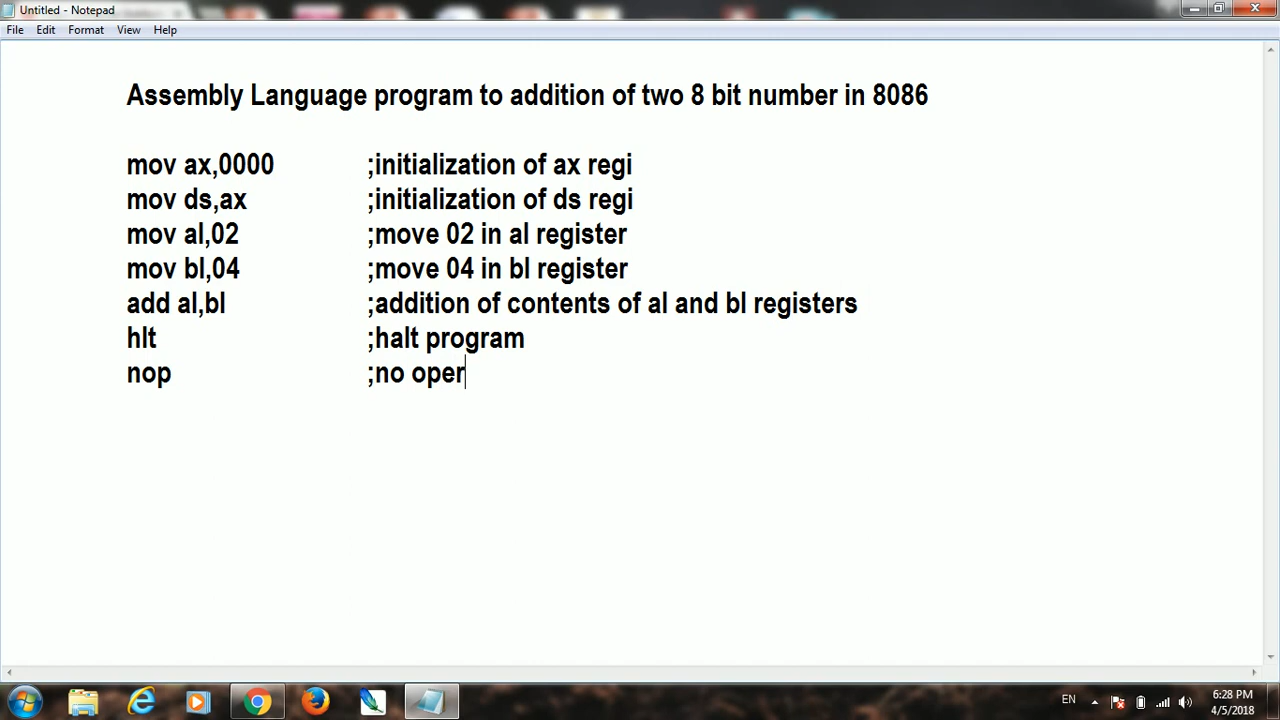 Untitled - Notepad
File Edit Format View Help
Assembly Language program to addition of two 8 bit number in 8086
mov ax,0000 ;initialization of ax regi
mov ds,ax ;initialization of ds regi
mov al,02 ;move 02 in al register
mov bl,04 ;move 04 in bl register
add al,bl ;addition of contents of al and bl registers
hlt ;halt program
nop ;no oper
EN
6:28 PM
4/5/2018